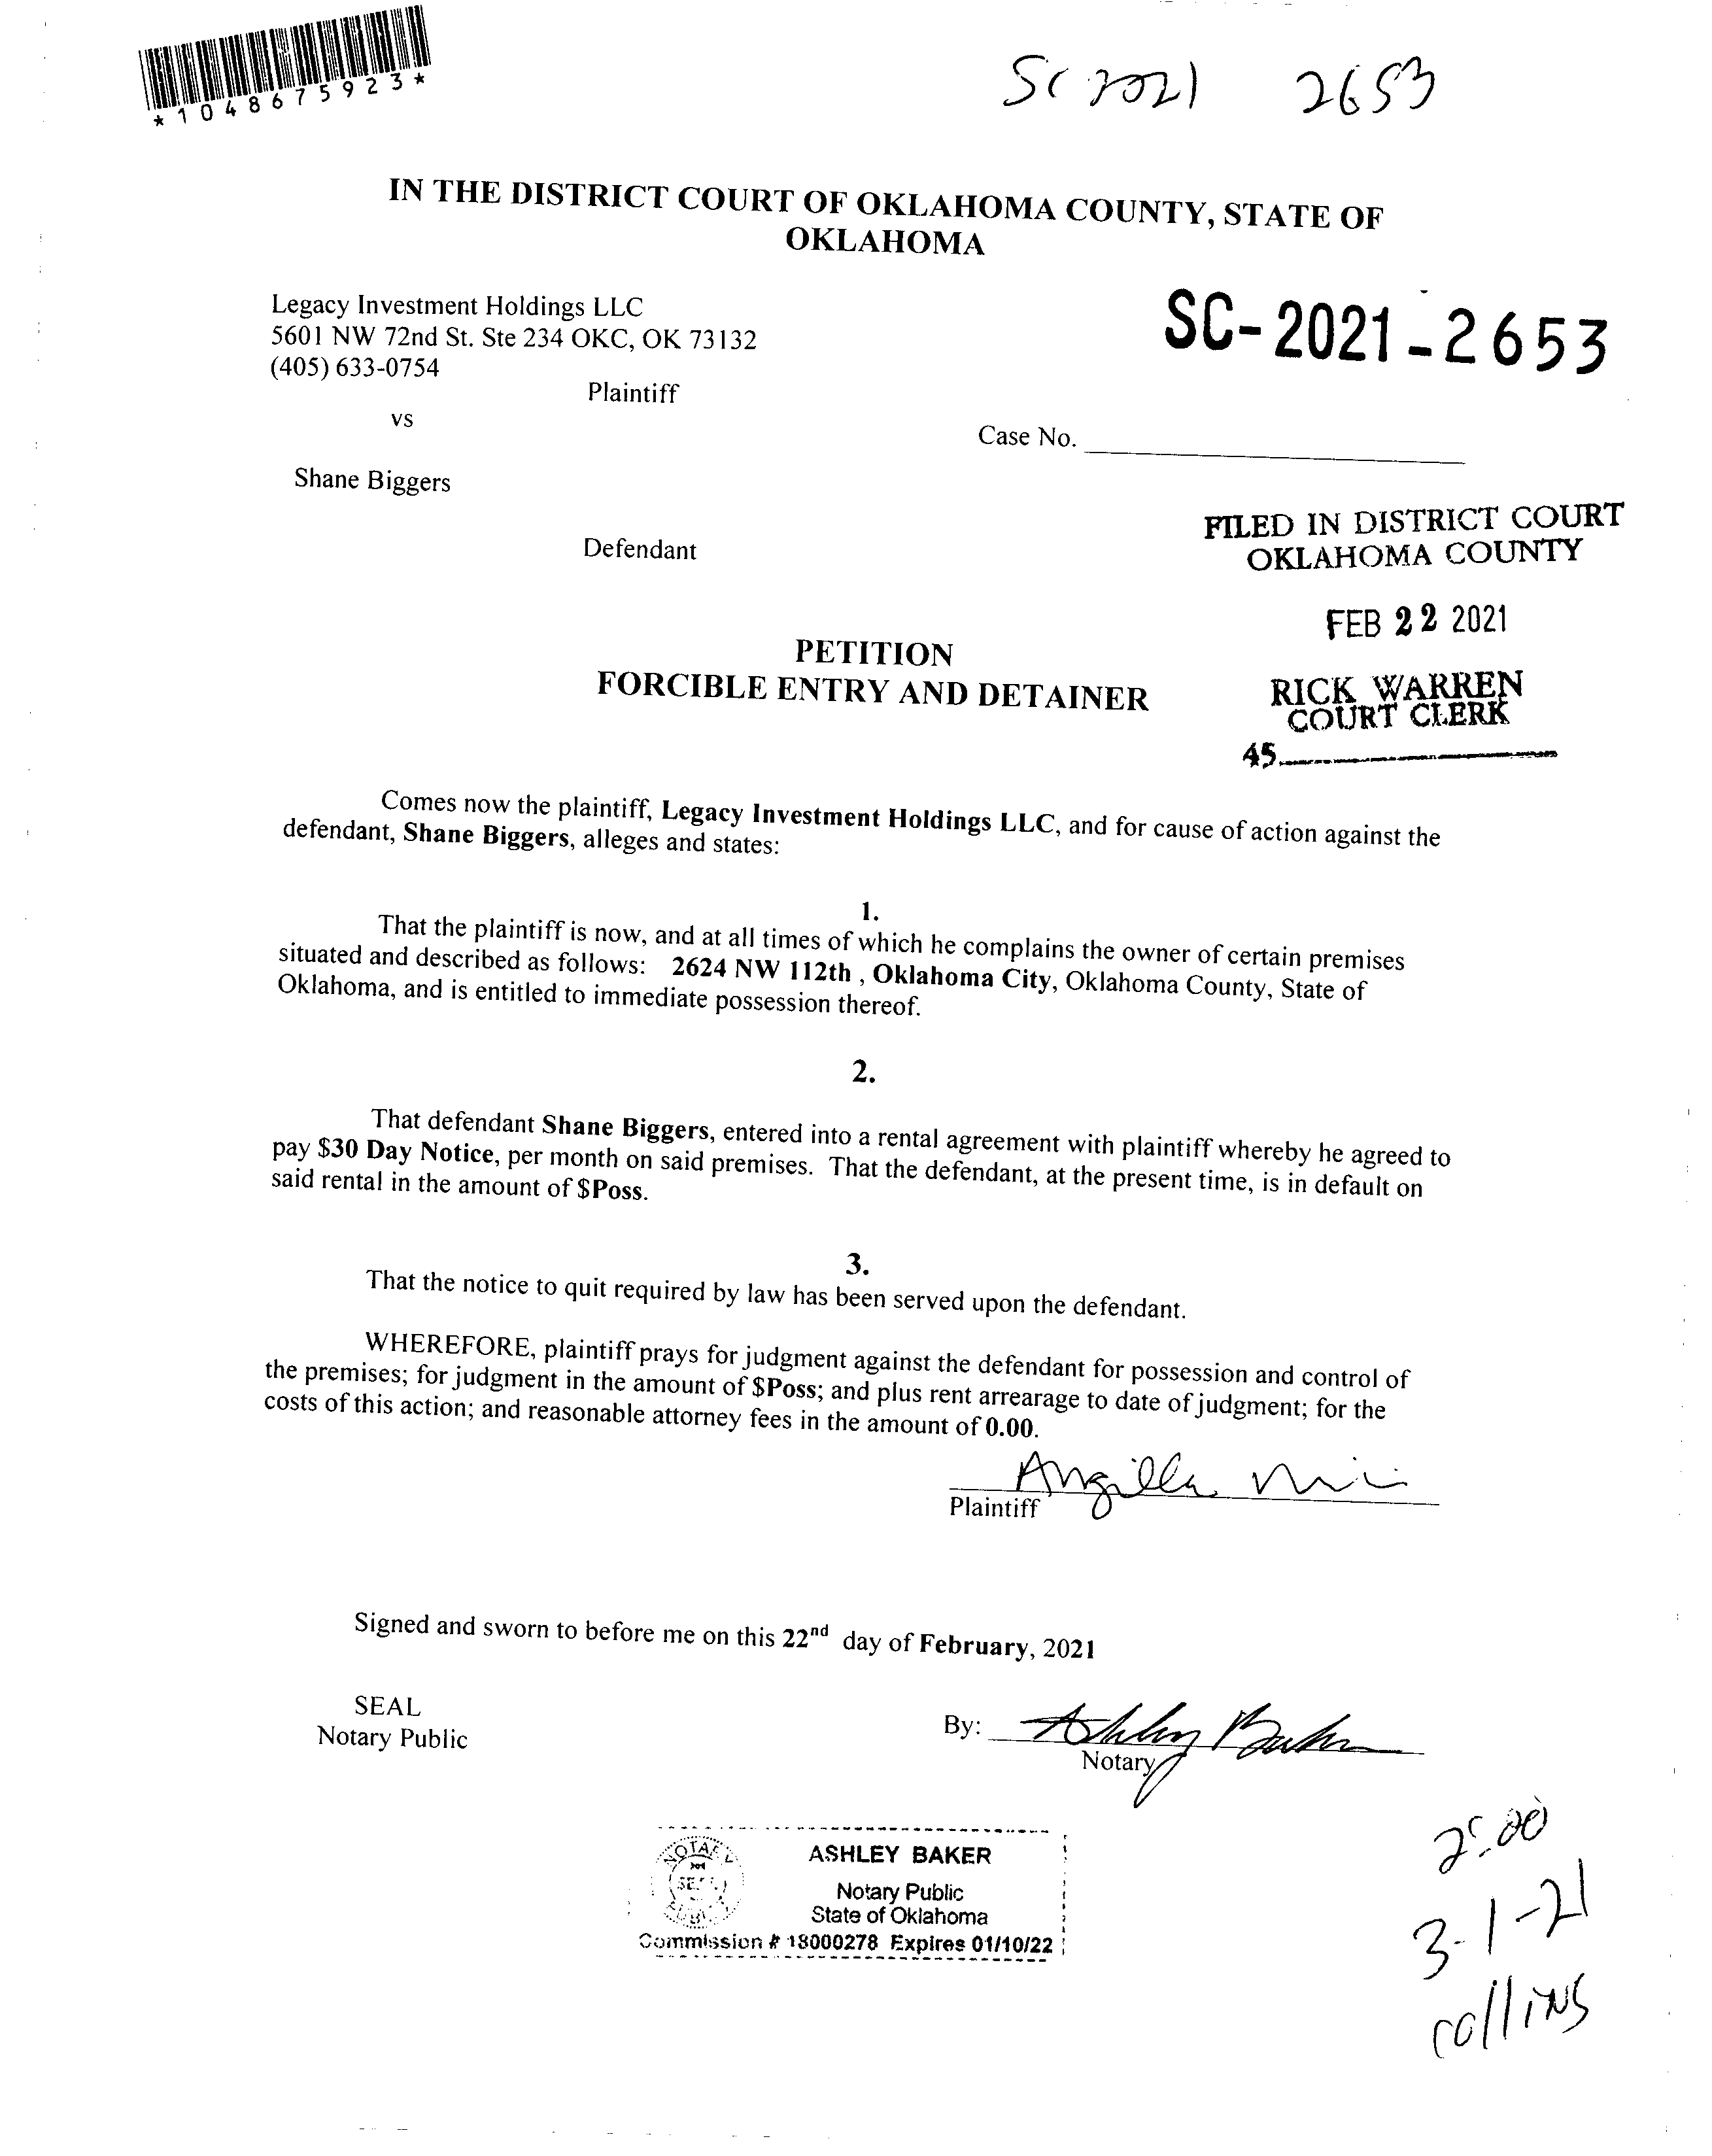 *1048675923*
SC 2021 2653
IN THE DISTRICT COURT OF OKLAHOMA COUNTY, STATE OF
OKLAHOMA
Legacy Investment Holdings LLC
5601 NW 72nd St. Ste 234 OKC, OK 73132
(405) 633-0754
Plaintiff
SC-2021-2653
vs
Case No.
Shane Biggers
Defendant
FILED IN DISTRICT COURT
OKLAHOMA COUNTY
FEB 22 2021
RICK WARREN
COURT CLERK
45
PETITION
FORCIBLE ENTRY AND DETAINER
Comes now the plaintiff, Legacy Investment Holdings LLC, and for cause of action against the
defendant, Shane Biggers, alleges and states:
1.
That the plaintiff is now, and at all times of which he complains the owner of certain premises
situated and described as follows: 2624 NW 112th , Oklahoma City, Oklahoma County, State of
Oklahoma, and is entitled to immediate possession thereof.
2.
That defendant Shane Biggers, entered into a rental agreement with plaintiff whereby he agreed to
pay $30 Day Notice, per month on said premises. That the defendant, at the present time, is in default on
said rental in the amount of $Poss.
3.
That the notice to quit required by law has been served upon the defendant.
WHEREFORE, plaintiff prays for judgment against the defendant for possession and control of
the premises; for judgment in the amount of $Poss; and plus rent arrearage to date of judgment; for the
costs of this action; and reasonable attorney fees in the amount of 0.00.
Plaintiff
Signed and sworn to before me on this 22nd day of February, 2021
SEAL
Notary Public
By: Ashley Baker
Notary
NOTARY
SEAL
ASHLEY BAKER
Notary Public
State of Oklahoma
Commission # 18000278 Expires 01/10/22
3-1-21
collins